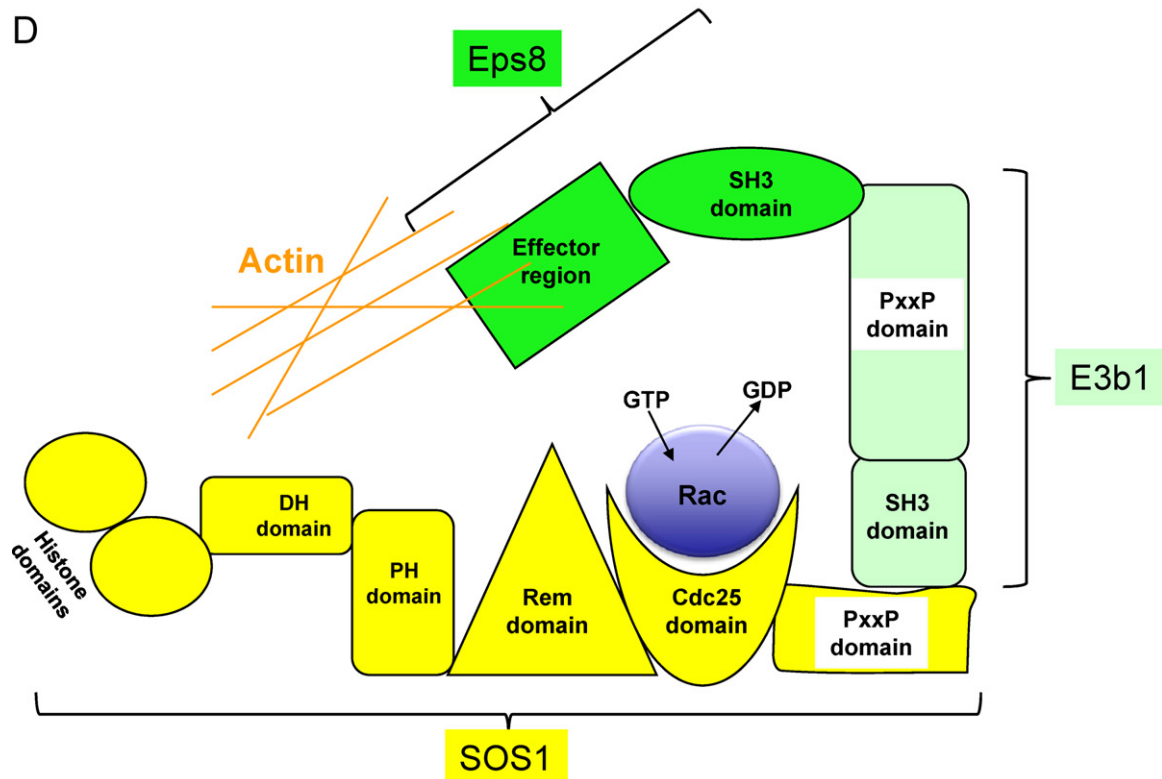 D
Eps8
SH3
domain
Effector
region
Actin
PxxP
domain
E3b1
GTP
GDP
Rac
SH3
domain
DH
domain
Histone
domains
PH
domain
Rem
domain
Cdc25
domain
PxxP
domain
SOS1